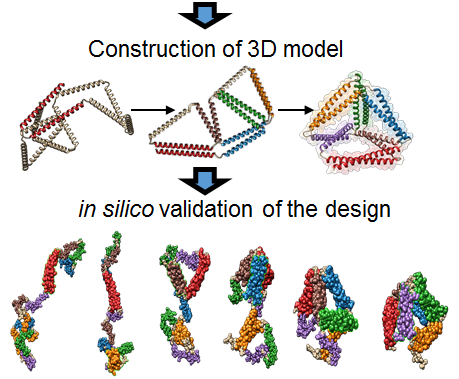 Construction of 3D model
in silico validation of the design